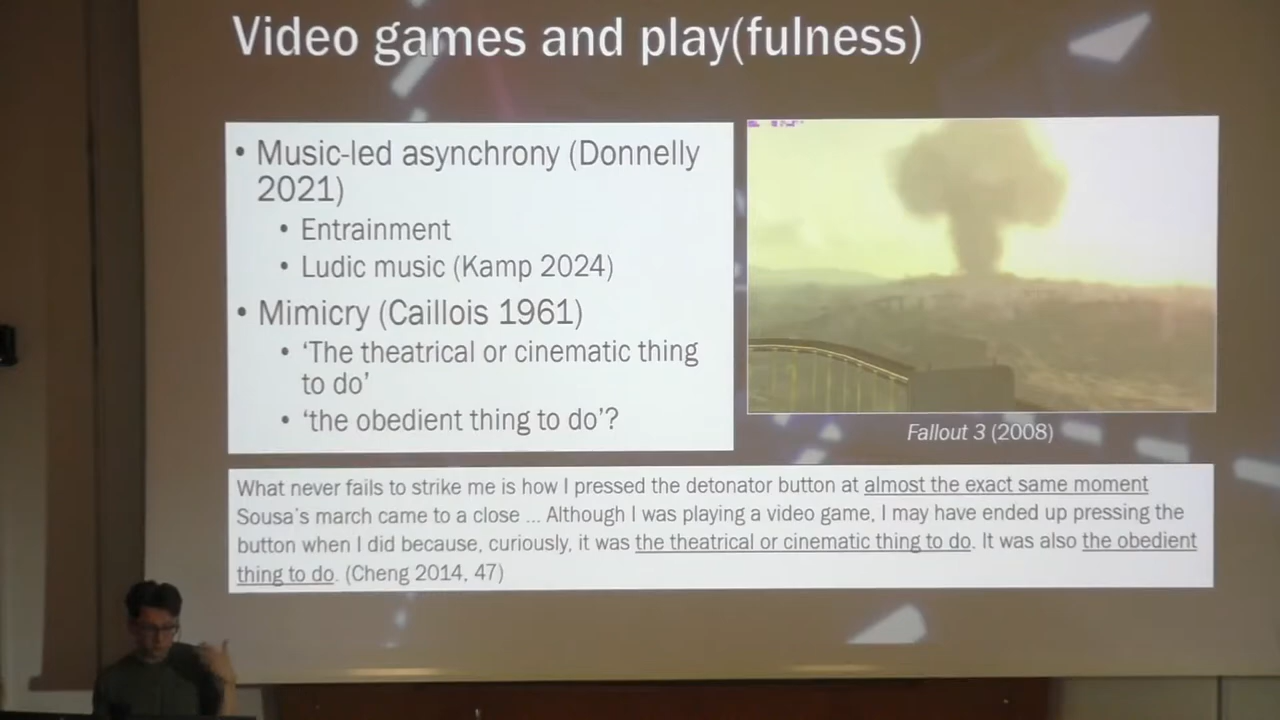 Video games and play(fulness)
• Music-led asynchrony (Donnelly
2021)
• Entrainment
• Ludic music (Kamp 2024)
• Mimicry (Caillois 1961)
• ‘The theatrical or cinematic thing
to do’
• ‘the obedient thing to do’?
Fallout 3 (2008)
What never fails to strike me is how I pressed the detonator button at almost the exact same moment
Sousa’s march came to a close ... Although I was playing a video game, I may have ended up pressing the
button when I did because, curiously, it was the theatrical or cinematic thing to do. It was also the obedient
thing to do. (Cheng 2014, 47)